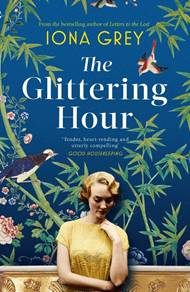 From the bestselling author of Letters to the Lost
IONA GREY
The
Glittering
Hour
'Tender, heart-rending and
utterly compelling'
GOOD HOUSEKEEPING